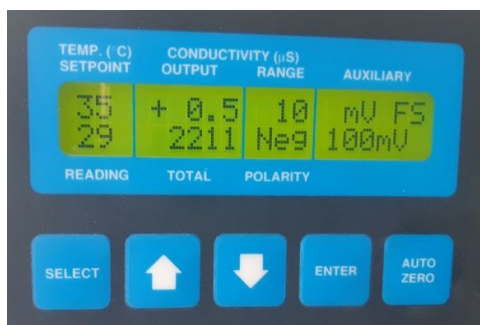 TEMP. (°C) CONDUCTIVITY (µS)
SETPOINT OUTPUT RANGE AUXILIARY
35 + 0.5 10 mV FS
29 2211 Neg 100mV
READING TOTAL POLARITY
SELECT ENTER AUTO ZERO